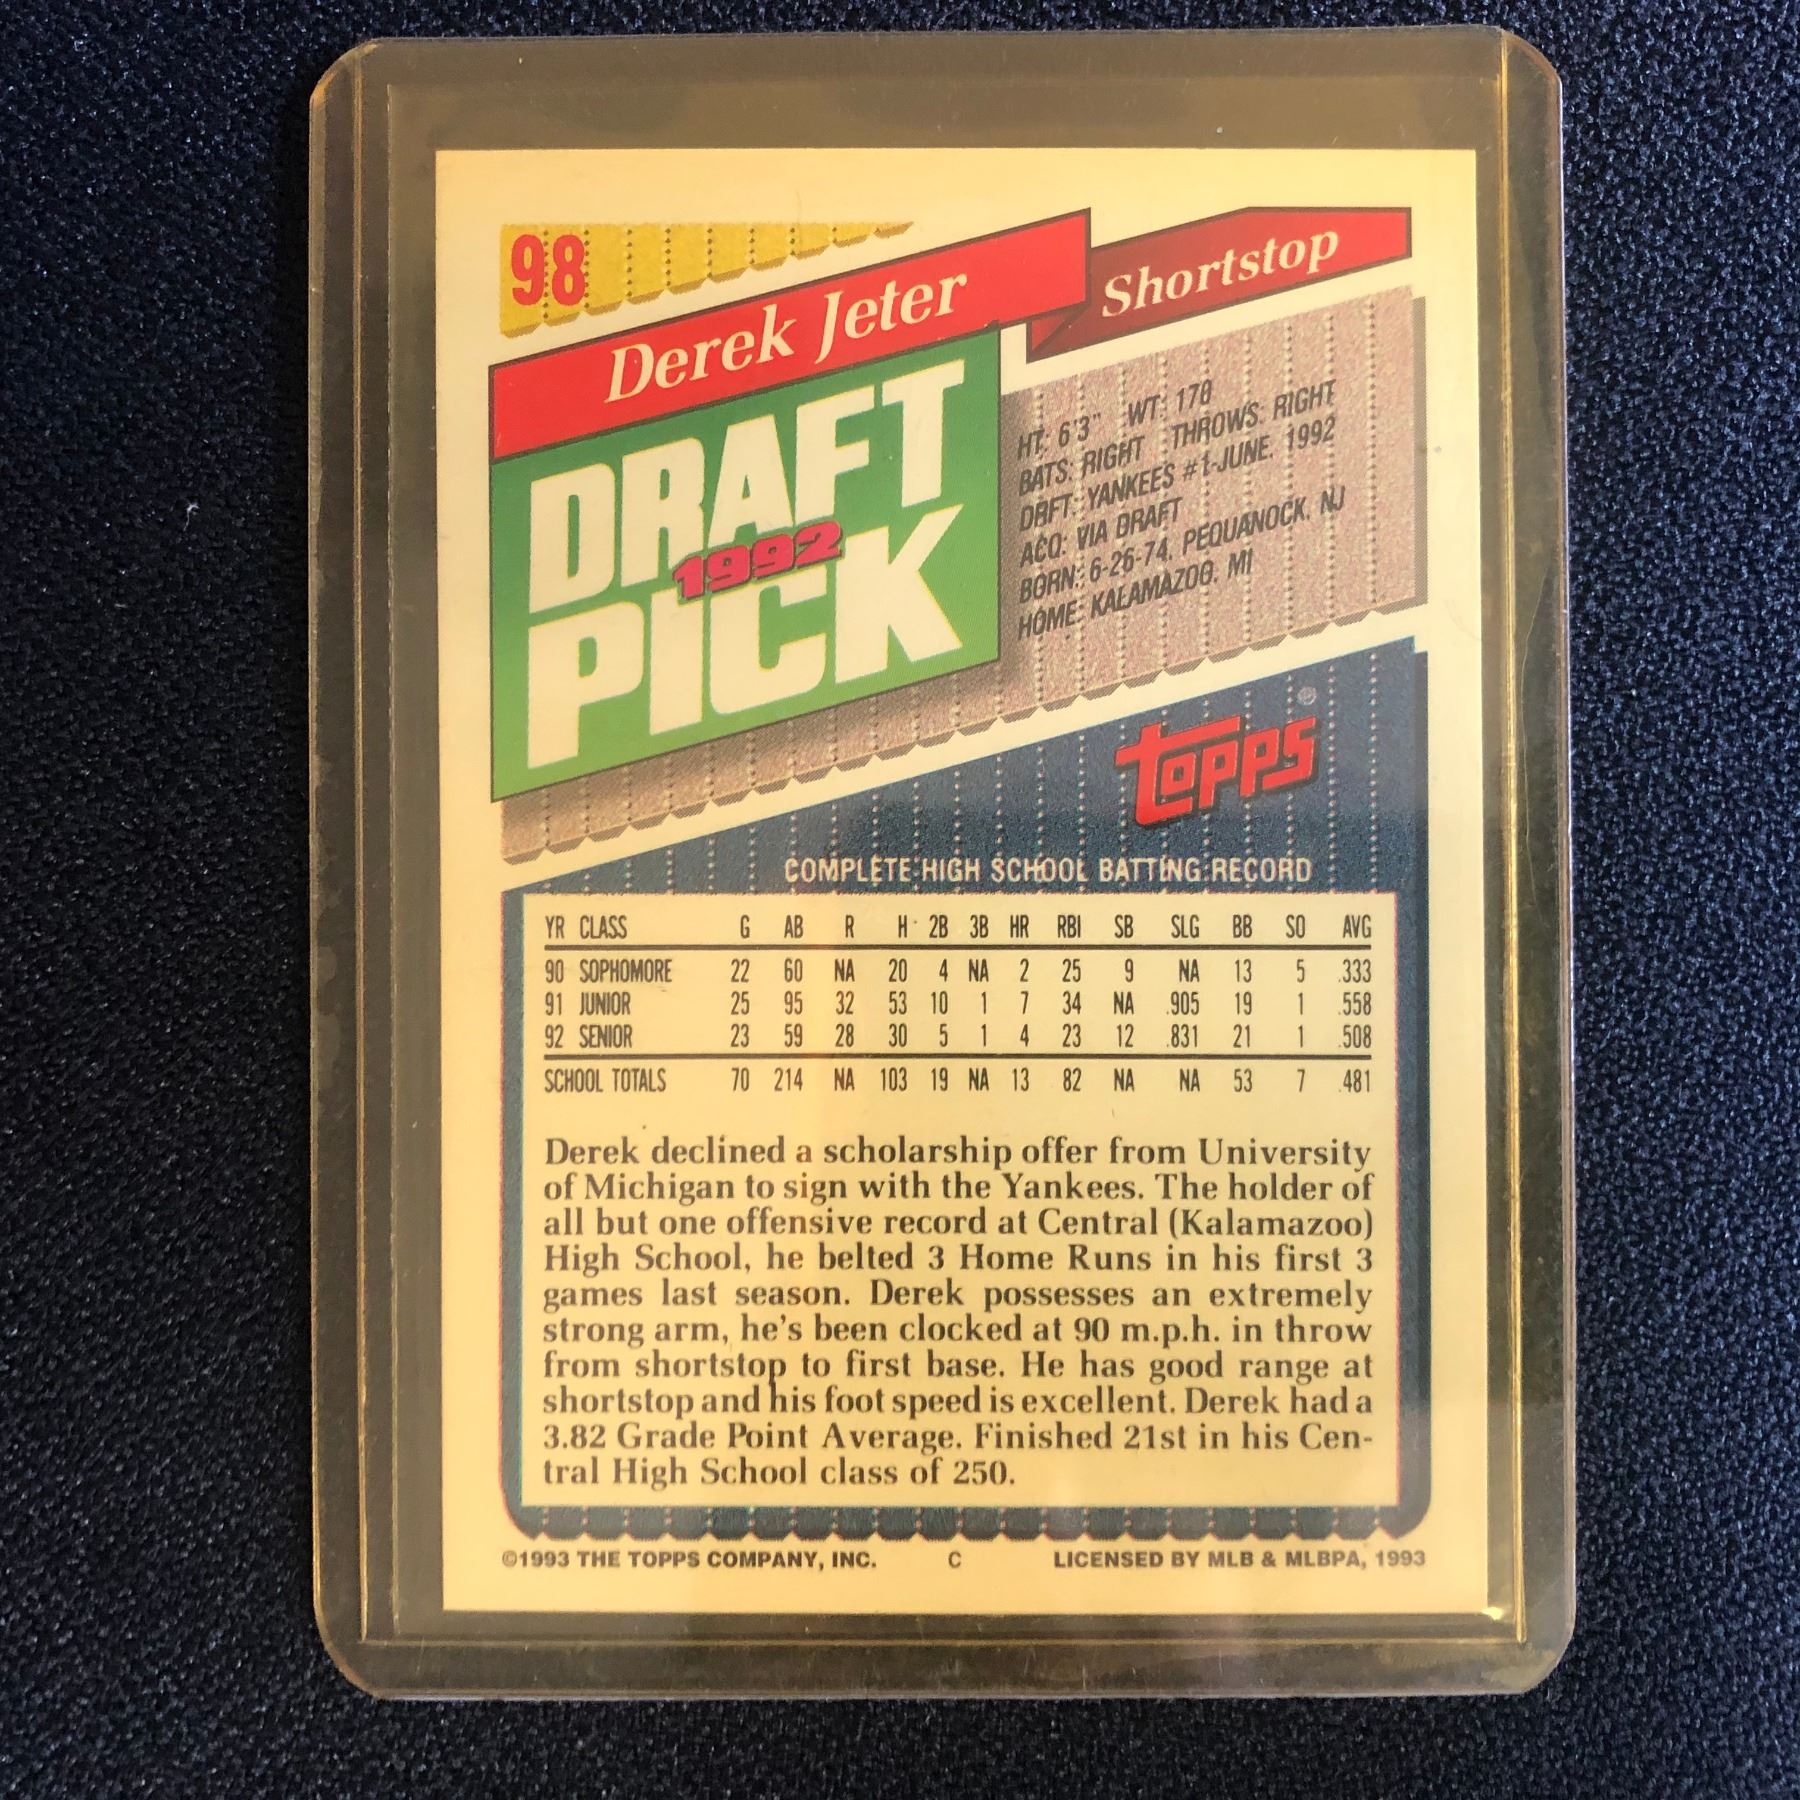 98
Derek Jeter
Shortstop
DRAFT
1992
PICK
HT: 6'3" WT: 178
BATS: RIGHT THROWS: RIGHT
DRFT: YANKEES #1-JUNE, 1992
ACQ: VIA DRAFT
BORN: 6-26-74, PEQUANOCK, NJ
HOME: KALAMAZOO, MI
TOPPS ®
COMPLETE HIGH SCHOOL BATTING RECORD
YR CLASS G AB R H 2B 3B HR RBI SB SLG BB SO AVG
90 SOPHOMORE 22 60 NA 20 4 NA 2 25 9 NA 13 5 .333
91 JUNIOR 25 95 32 53 10 1 7 34 NA .905 19 1 .558
92 SENIOR 23 59 28 30 5 1 4 23 12 .831 21 1 .508
SCHOOL TOTALS 70 214 NA 103 19 NA 13 82 NA NA 53 7 .481
Derek declined a scholarship offer from University
of Michigan to sign with the Yankees. The holder of
all but one offensive record at Central (Kalamazoo)
High School, he belted 3 Home Runs in his first 3
games last season. Derek possesses an extremely
strong arm, he's been clocked at 90 m.p.h. in throw
from shortstop to first base. He has good range at
shortstop and his foot speed is excellent. Derek had a
3.82 Grade Point Average. Finished 21st in his Cen-
tral High School class of 250.
©1993 THE TOPPS COMPANY, INC. C LICENSED BY MLB & MLBPA, 1993